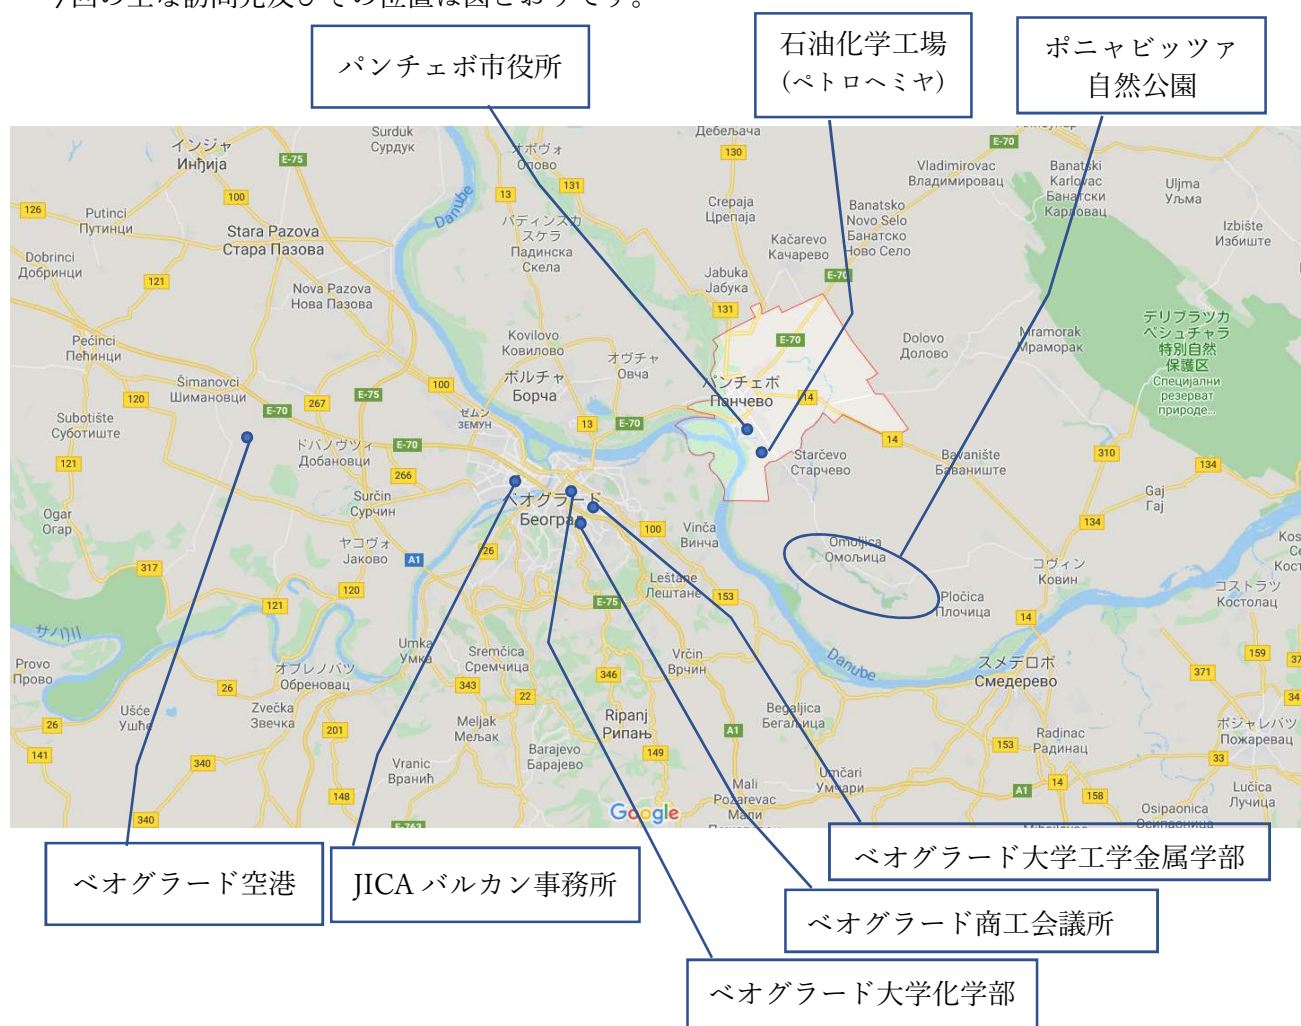 パンチェボ市役所
石油化学工場
(ペトロヘミヤ)
ポニャビッツァ
自然公園
Surduk
Сурдук
インジャ
Инђија
E-75
オポヴォ
Опово
Дебељача
130
E-70
Vladimirovac
Владимировац
Banatski
Karlovac
Банатски
Карловац
Uljma
Уљма
131
13
100
126
Putinci
Путинци
Danube
Crepaja
Црепаја
Banatsko
Novo Selo
Банатско
Ново Село
パディンスカ
スケラ
Падинска
Скела
Izbište
Избиште
Stara Pazova
Стара Пазова
Kačarevo
Качарево
Dobrinci
Добринци
121
Jabuka
Јабука
E-70
Nova Pazova
Нова Пазова
131
デリブラツカ
ペシュチャラ
特別自然
保護区
Специјални
резерват
природе...
Pećinci
Пећинци
Kovilovo
Ковилово
E-70
Dolovo
Долово
Mramorak
Мраморак
オヴチャ
Овча
Šimanovci
Шимановци
100
ボルチャ
Борча
パンチェボ
Панчево
120
E-70
267
E-75
14
Subotište
Суботиште
ゼムン
ЗЕМУН
13
E-70
ドバノヴツィ
Добановци
E-70
14
121
266
Starčevo
Старчево
Bavanište
Баваниште
310
134
Surčin
Сурчин
ベオグラード
Београд
Gaj
Гај
Ogar
Огар
100
Vinča
Винча
134
ヤコヴォ
Јаково
A1
26
Omoljica
Омољица
317
Leštane
Лештане
コヴィン
Ковин
コストラツ
Костолац
120
121
E-75
153
Pločica
Плочица
14
サバ川
Umka
Умка
Sremčica
Сремчица
Vrčin
Врчин
Danube
159
Provo
Прово
オブレノバツ
Обреновац
スメデロボ
Смедерево
371
26
343
346
22
Ušće
Ушће
Zvečka
Звечка
Begaljica
Бегаљица
26
201
Meljak
Мељак
Ripanj
Рипањ
A1
ポジャレバツ
Пожаревац
141
340
Barajevo
Барајево
149
153
Radinac
Радинац
33
Vranic
Вранић
Umčari
Умчари
148
Mali
Pozarevac
Мали
A1
14
158
Lučica
Лучица
340
Google
Osipaonica
ベオグラード空港
JICA バルカン事務所
ベオグラード大学工学金属学部
ベオグラード商工会議所
ベオグラード大学化学部